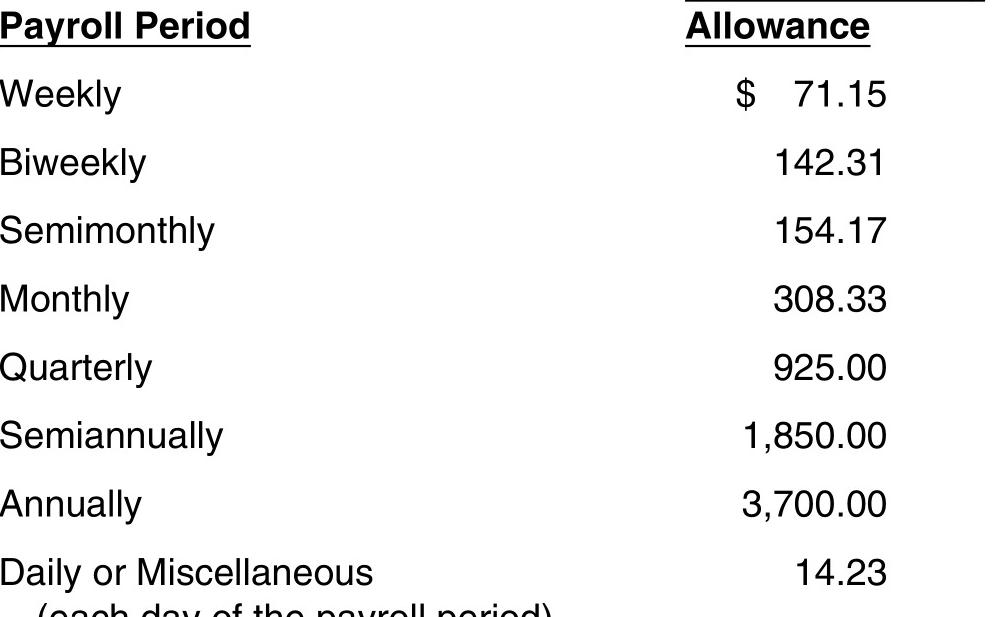 Payroll Period Allowance
Weekly $ 71.15
Biweekly 142.31
Semimonthly 154.17
Monthly 308.33
Quarterly 925.00
Semiannually 1,850.00
Annually 3,700.00
Daily or Miscellaneous 14.23
(each day of the payroll period)